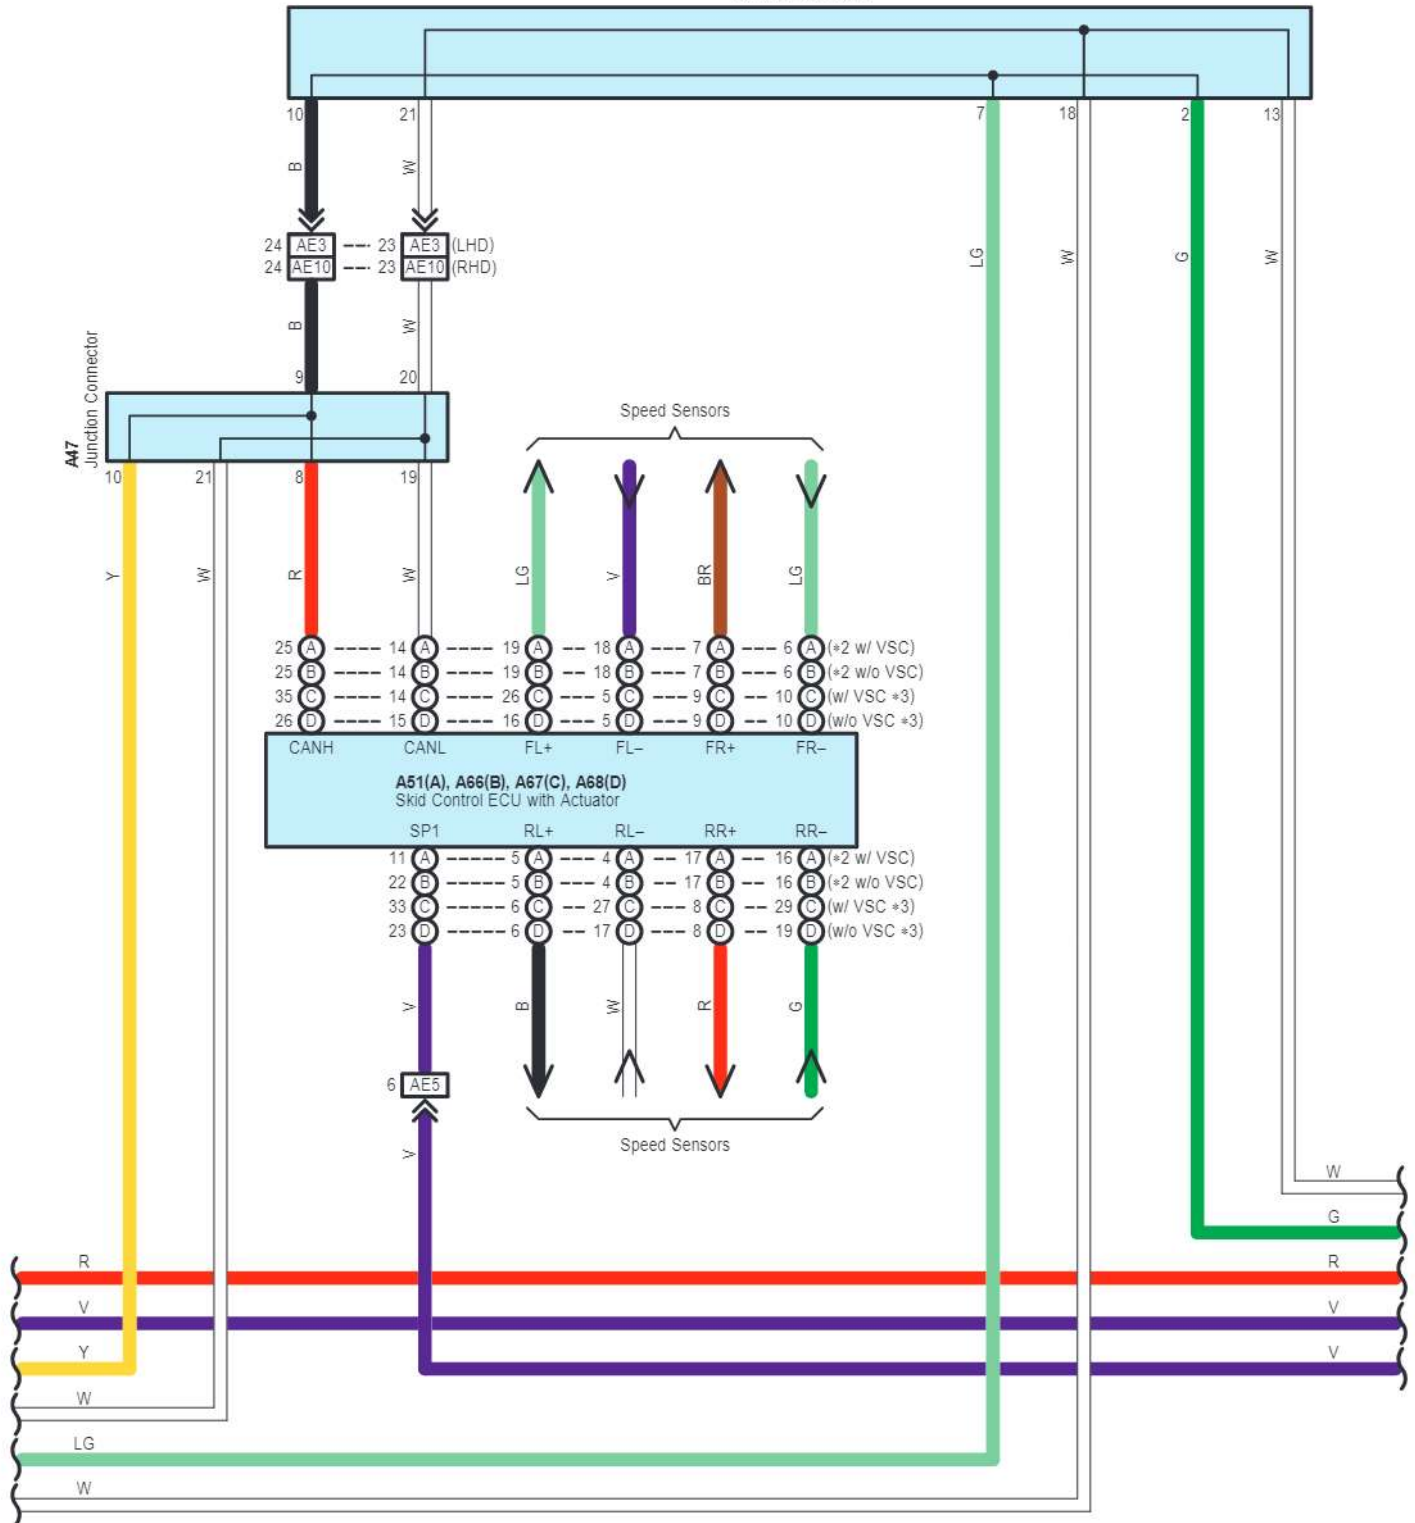 10 21 7 18 2 13
B W
24 AE3 23 AE3 (LHD)
24 AE10 23 AE10 (RHD)
LG W G W
B W
A47
Junction Connector
9 20
Speed Sensors
10 21 8 19
Y W R W LG V BR LG
25 A 14 A 19 A 18 A 7 A 6 A (*2 w/ VSC)
25 B 14 B 19 B 18 B 7 B 6 B (*2 w/o VSC)
35 C 14 C 26 C 5 C 9 C 10 C (w/ VSC *3)
26 D 15 D 16 D 5 D 9 D 10 D (w/o VSC *3)
CANH CANL FL+ FL– FR+ FR–
A51(A), A66(B), A67(C), A68(D)
Skid Control ECU with Actuator
SP1 RL+ RL– RR+ RR–
11 A 5 A 4 A 17 A 16 A (*2 w/ VSC)
22 B 5 B 4 B 17 B 16 B (*2 w/o VSC)
33 C 6 C 27 C 8 C 29 C (w/ VSC *3)
23 D 6 D 17 D 8 D 19 D (w/o VSC *3)
V B W R G
6 AE5
Speed Sensors
V
W
G
R R
V V
Y V
W
LG
W